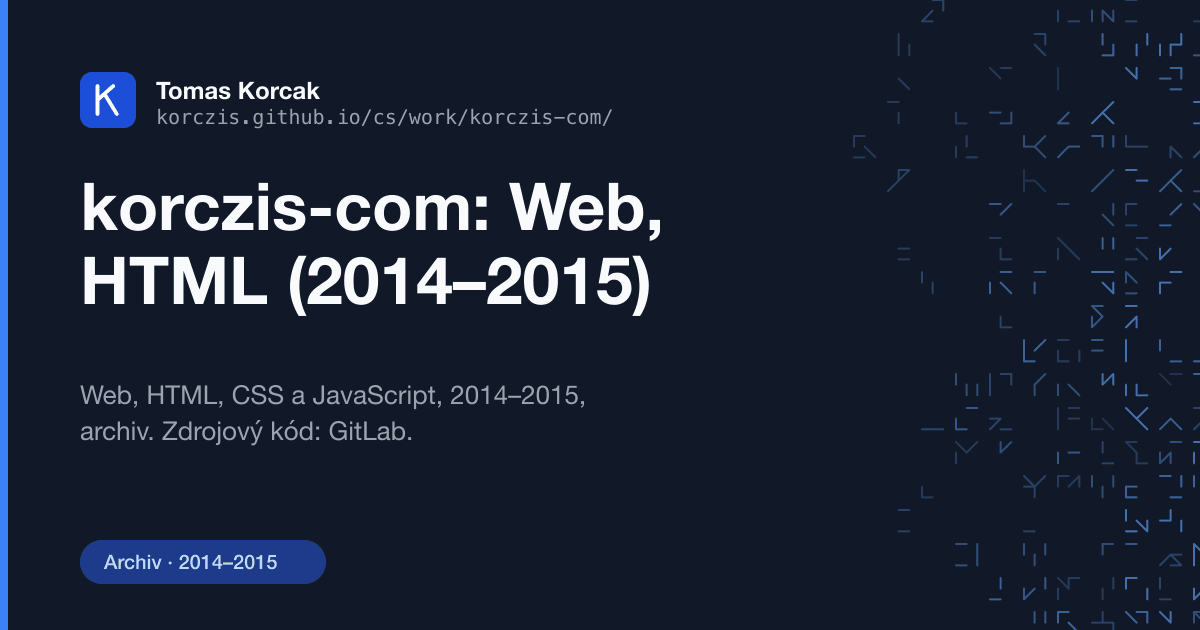 K
Tomas Korcak
korczis.github.io/cs/work/korczis-com/
korczis-com: Web,
HTML (2014–2015)
Web, HTML, CSS a JavaScript, 2014–2015,
archiv. Zdrojový kód: GitLab.
Archiv · 2014–2015